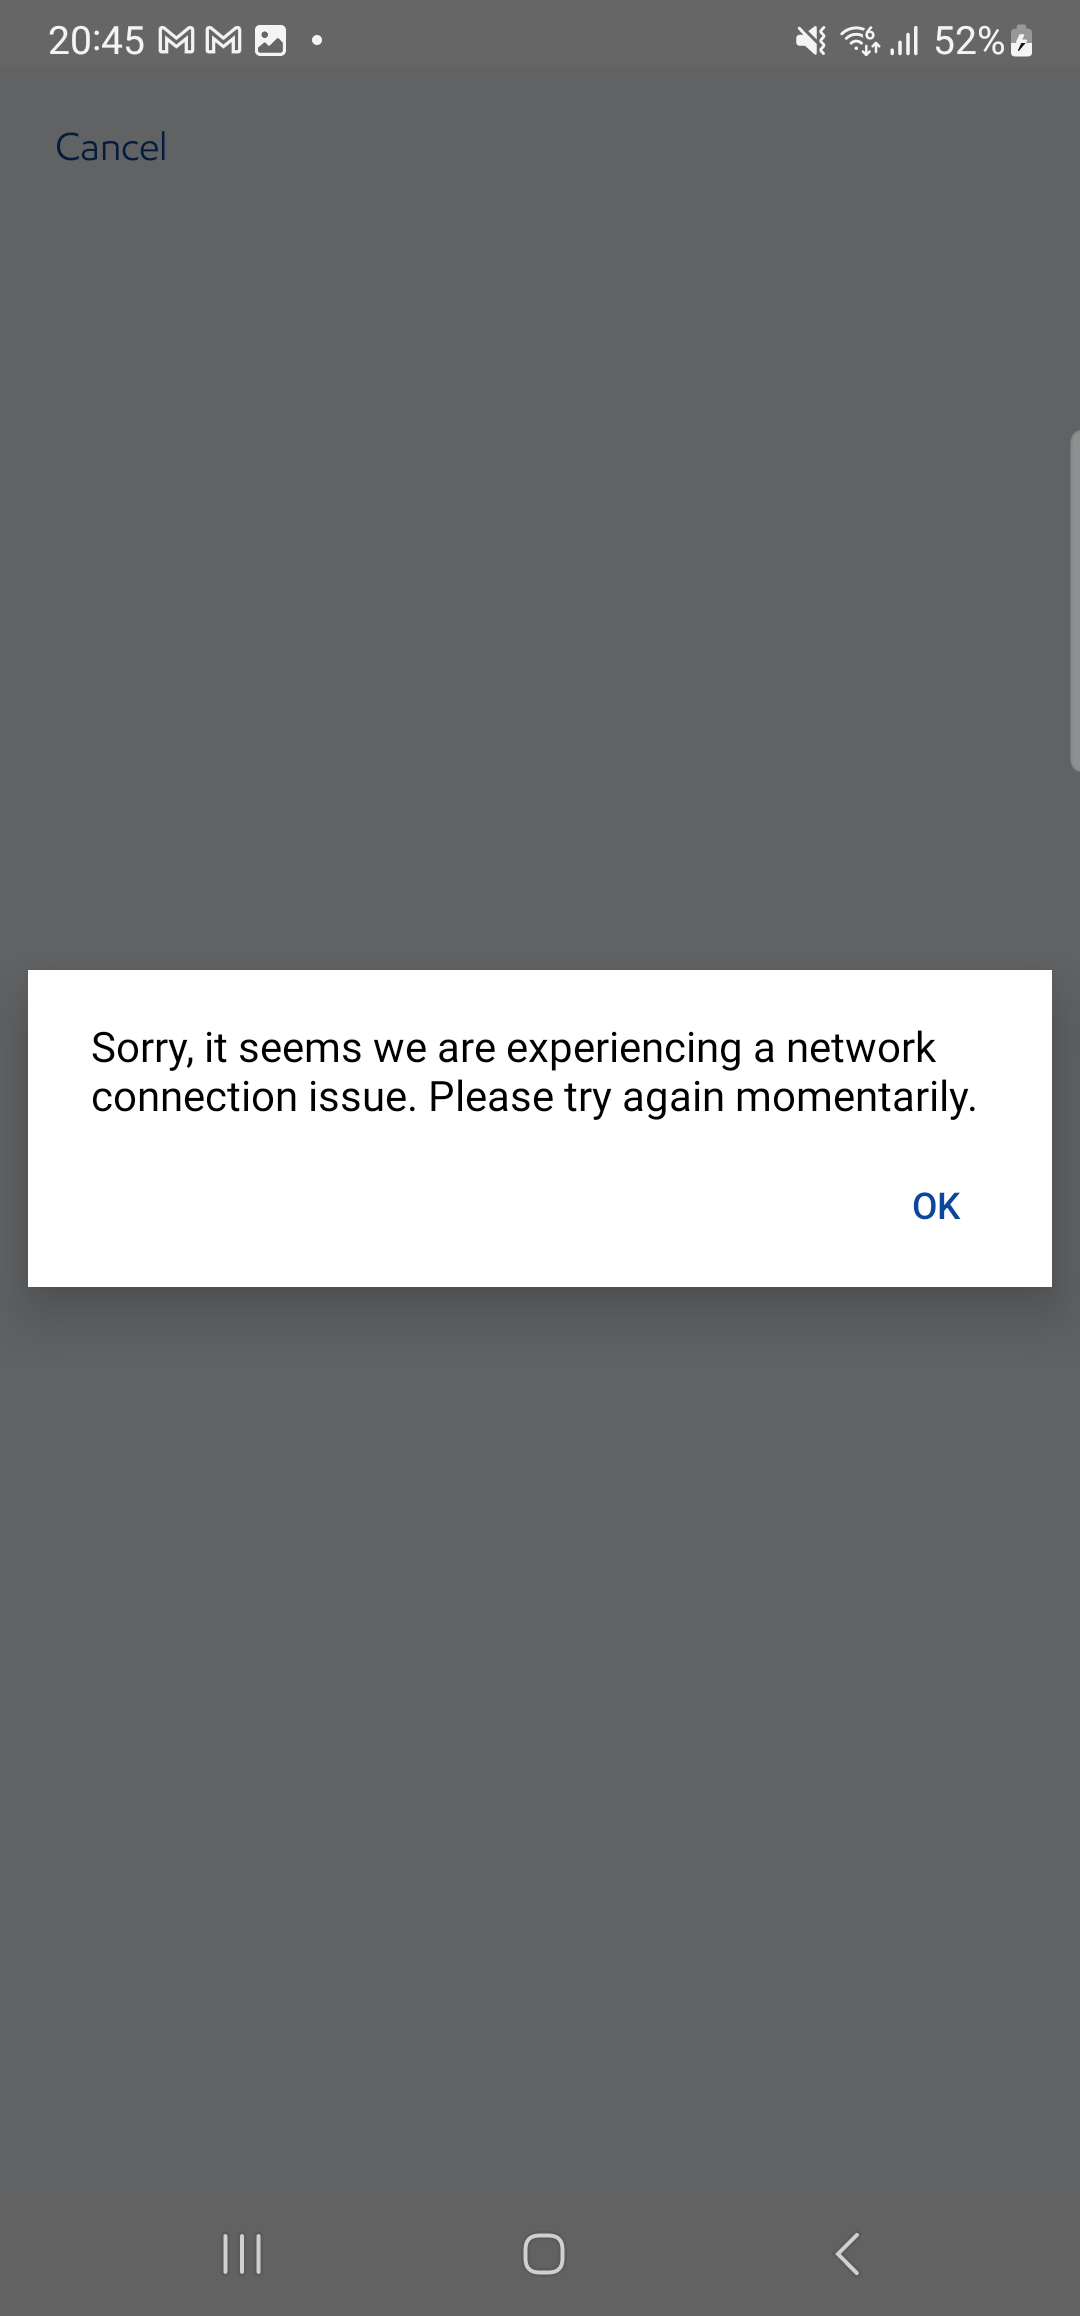 20:45 52%
Cancel
Sorry, it seems we are experiencing a network
connection issue. Please try again momentarily.
OK